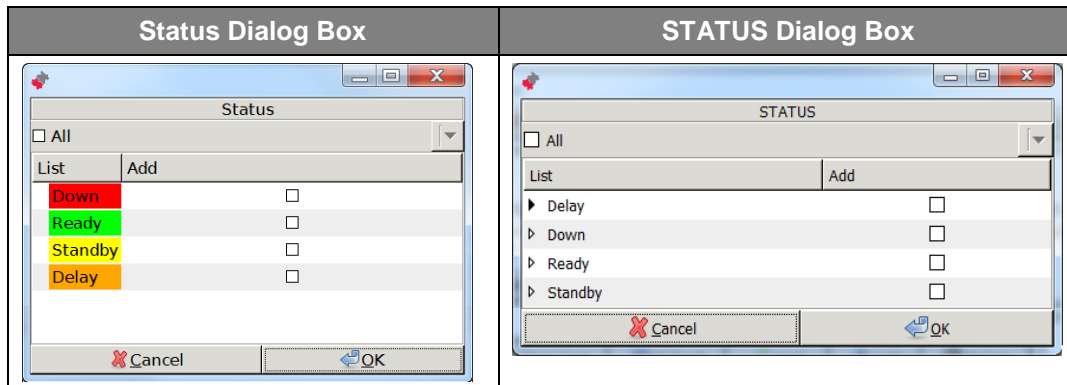 Status Dialog Box
Status
All
List Add
Down
Ready
Standby
Delay
Cancel OK
STATUS Dialog Box
STATUS
All
List Add
Delay
Down
Ready
Standby
Cancel OK